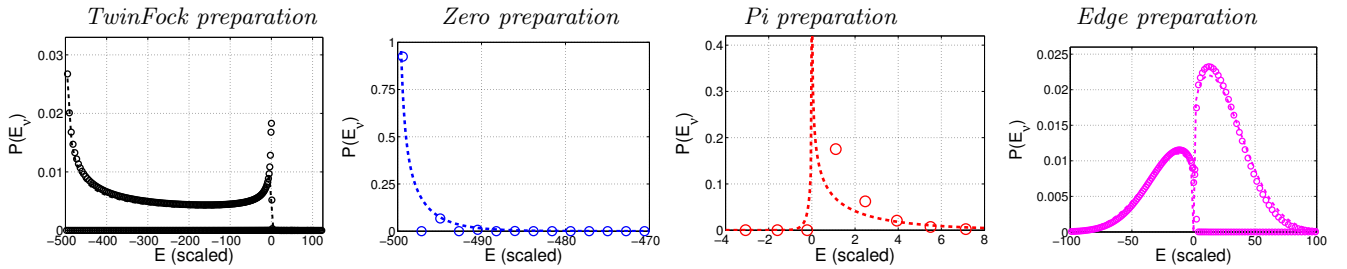 TwinFock preparation
Zero preparation
Pi preparation
Edge preparation
P(E_ν)
0.03
0.02
0.01
0
−500 −400 −300 −200 −100 0 100
E (scaled)
P(E_ν)
1
0.75
0.5
0.25
0
−500 −490 −480 −470
E (scaled)
P(E_ν)
0.4
0.3
0.2
0.1
0
−4 −2 0 2 4 6 8
E (scaled)
P(E_ν)
0.025
0.02
0.015
0.01
0.005
0
−100 −50 0 50 100
E (scaled)